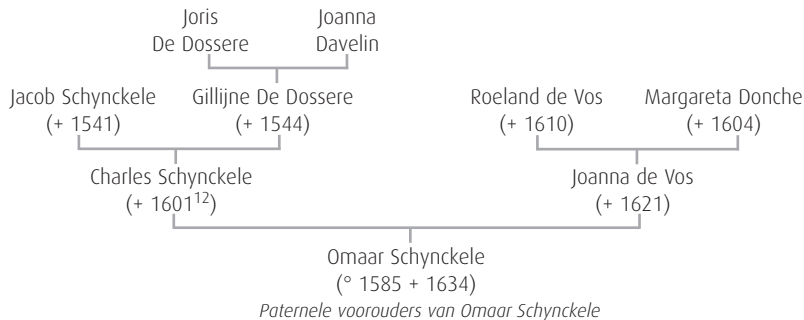 Joris Joanna
De Dossere Davelin
Jacob Schynckele Gillijne De Dossere Roeland de Vos Margareta Donche
(+ 1541) (+ 1544) (+ 1610) (+ 1604)
Charles Schynckele Joanna de Vos
(+ 1601¹²) (+ 1621)
Omaar Schynckele
(° 1585 + 1634)
Paternele voorouders van Omaar Schynckele